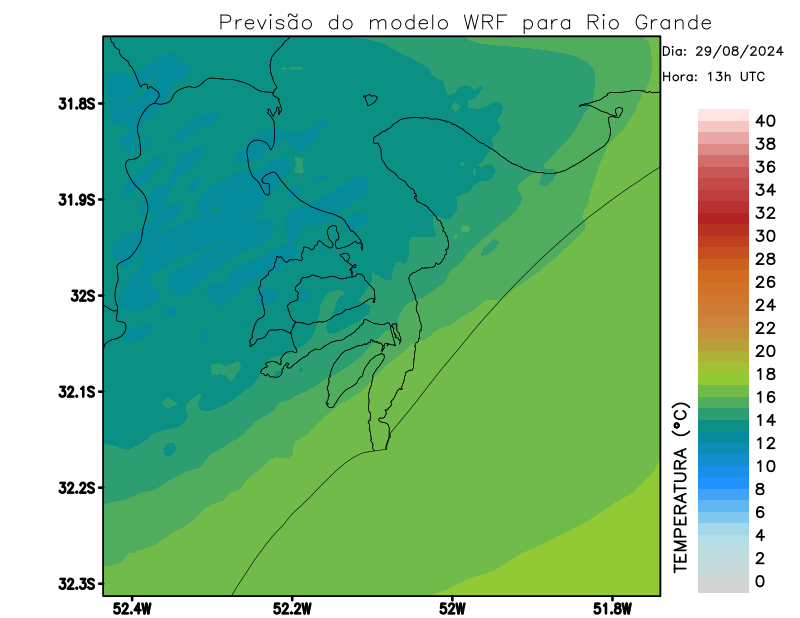 Previsão do modelo WRF para Rio Grande
Dia: 29/08/2024
Hora: 13h UTC
31.8S
31.9S
32S
32.1S
32.2S
32.3S
52.4W
52.2W
52W
51.8W
TEMPERATURA (°C)
40
38
36
34
32
30
28
26
24
22
20
18
16
14
12
10
8
6
4
2
0